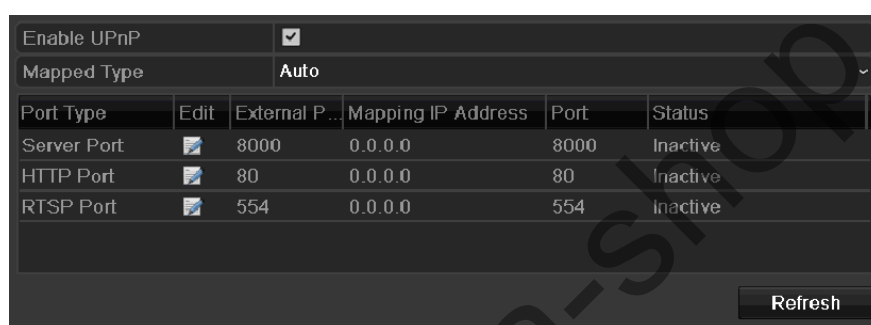 Enable UPnP
Mapped Type Auto
Port Type Edit External P... Mapping IP Address Port Status
Server Port 8000 0.0.0.0 8000 Inactive
HTTP Port 80 0.0.0.0 80 Inactive
RTSP Port 554 0.0.0.0 554 Inactive
Refresh